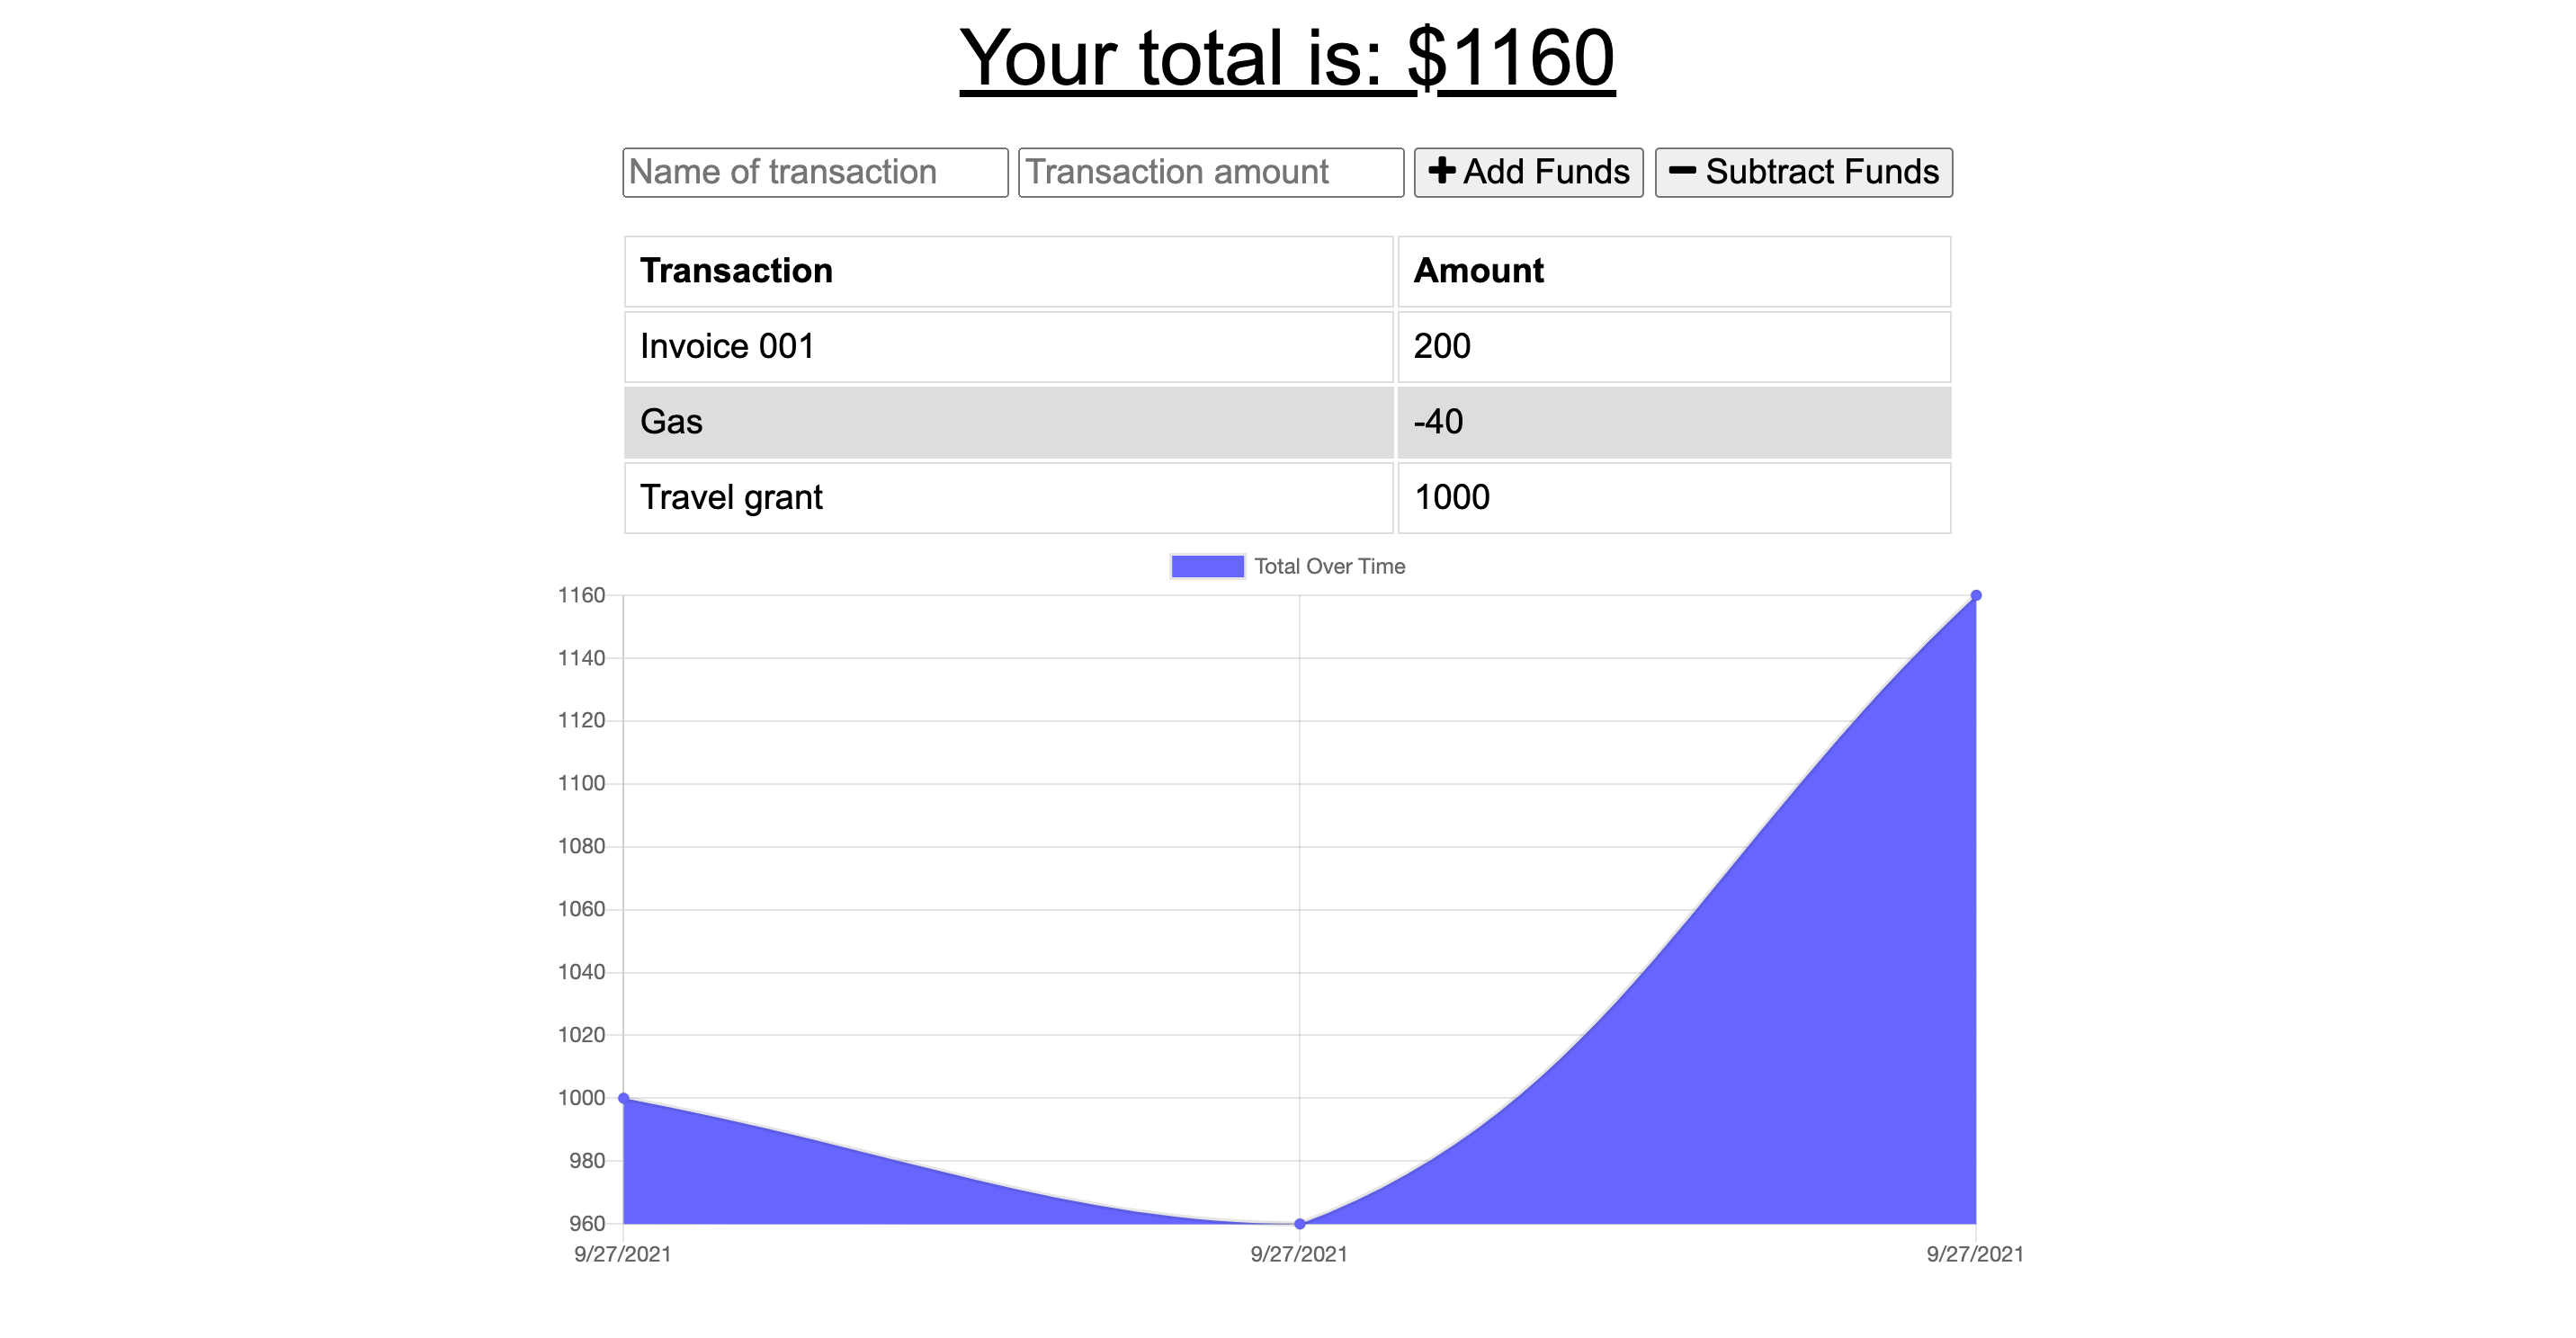 Your total is: $1160
Name of transaction Transaction amount Add Funds Subtract Funds
Transaction Amount
Invoice 001 200
Gas -40
Travel grant 1000
Total Over Time
1160
1140
1120
1100
1080
1060
1040
1020
1000
980
960
9/27/2021 9/27/2021 9/27/2021